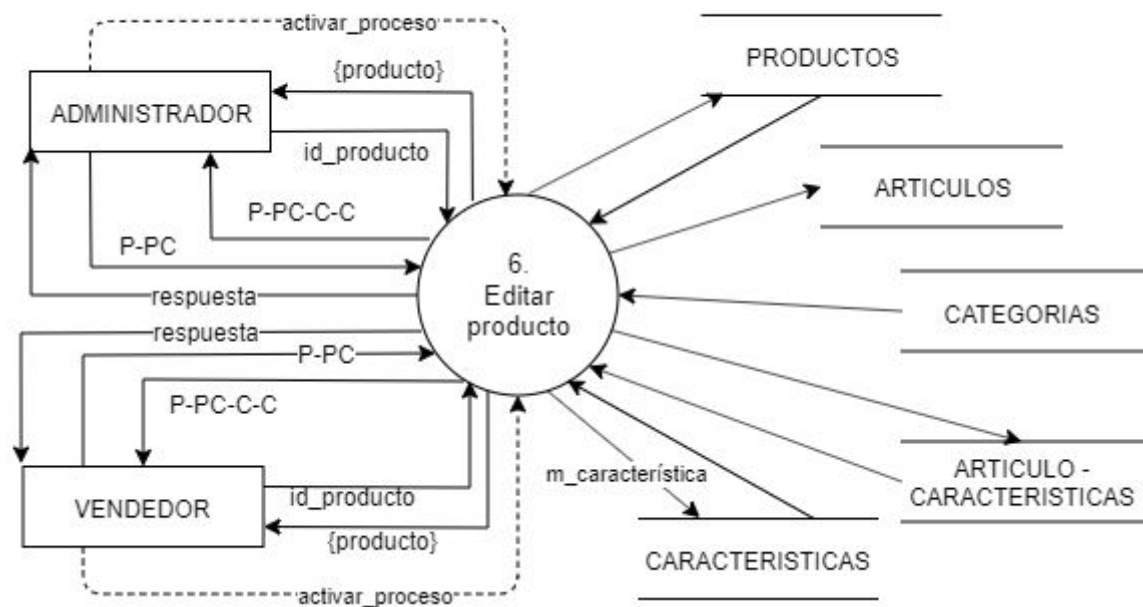 activar_proceso
PRODUCTOS
{producto}
ADMINISTRADOR
id_producto
ARTICULOS
P-PC-C-C
P-PC
6.
Editar
producto
respuesta
CATEGORIAS
respuesta
P-PC
P-PC-C-C
m_característica
ARTICULO -
CARACTERISTICAS
id_producto
VENDEDOR
{producto}
CARACTERISTICAS
activar_proceso